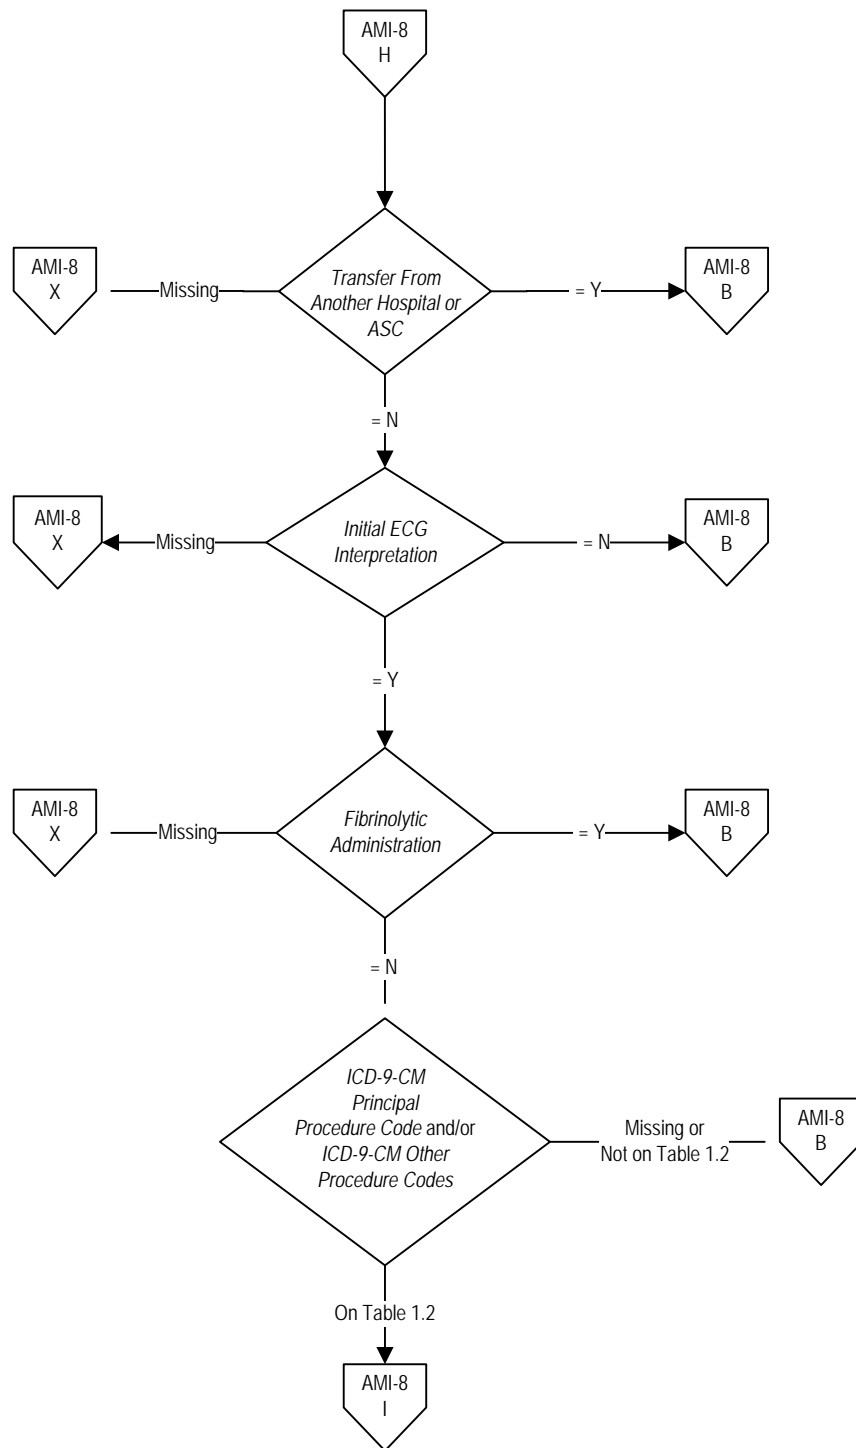 AMI-8
H
AMI-8
X
Missing
Transfer From
Another Hospital or
ASC
= Y
AMI-8
B
= N
AMI-8
X
Missing
Initial ECG
Interpretation
= N
AMI-8
B
= Y
AMI-8
X
Missing
Fibrinolytic
Administration
= Y
AMI-8
B
= N
ICD-9-CM
Principal
Procedure Code and/or
ICD-9-CM Other
Procedure Codes
Missing or
Not on Table 1.2
AMI-8
B
On Table 1.2
AMI-8
I